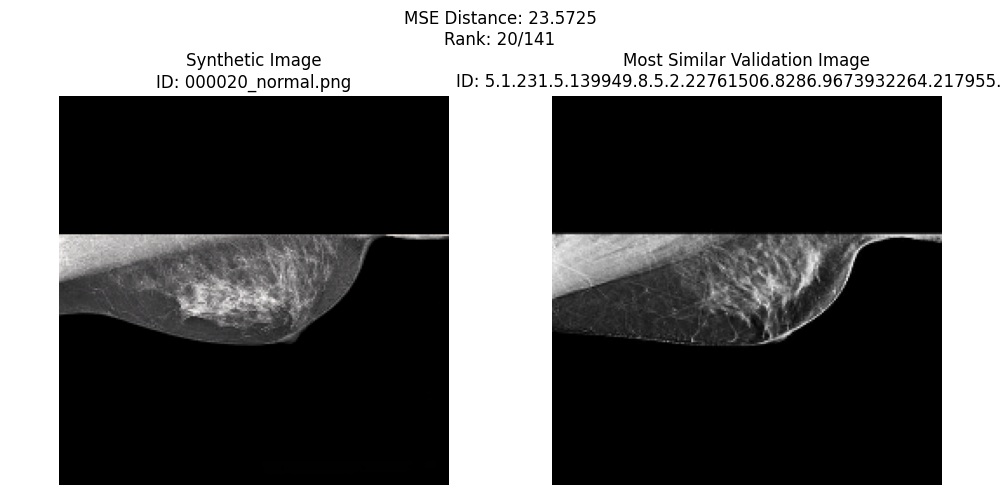 MSE Distance: 23.5725
Rank: 20/141
Synthetic Image
ID: 000020_normal.png
Most Similar Validation Image
ID: 5.1.231.5.139949.8.5.2.22761506.8286.9673932264.217955.